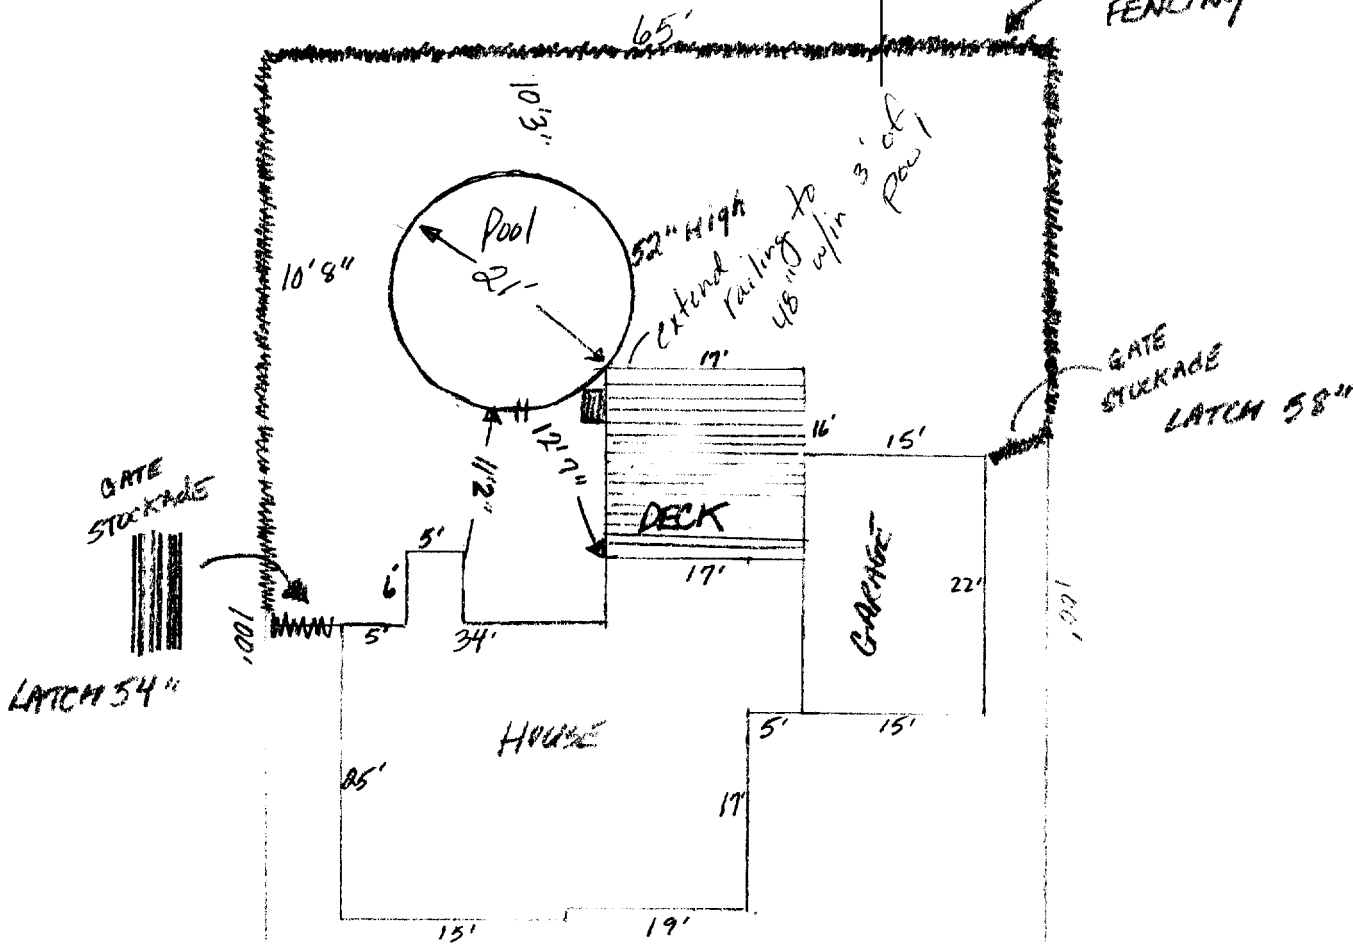 FENCING
65'
10'3"
Pool
21'
52" High
extend
railing to
48" w/in 3' of
pool
10'8"
17'
16'
15'
GATE
STOCKADE
LATCH 58"
12'7"
11'2"
DECK
17'
GATE
STOCKADE
LATCH 54"
5'
6'
5'
34'
100'
GARAGE
22'
100'
HOUSE
5'
15'
25'
17'
15'
19'